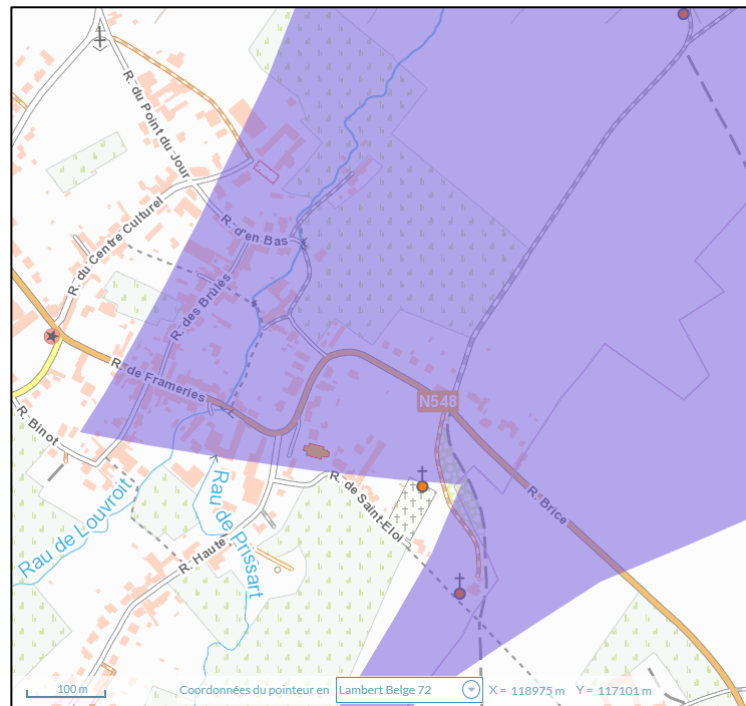 R. du Point du Jour
R. du Centre Culturel
R. d'en Bas
R. des Brûlés
R. de Frameries
R. Binot
N548
Rau de Louvroit
Rau de Prissart
R. de Saint-Eloi
R. Brice
R. Haute
100 m
Coordonnées du pointeur en Lambert Belge 72 X = 118975 m Y = 117101 m